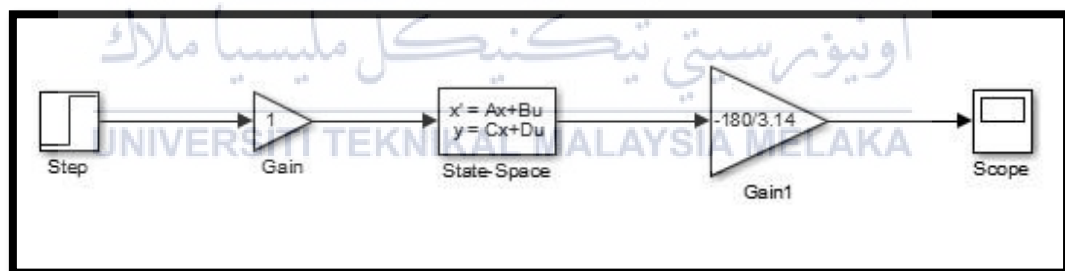 اونيۏرسيتي تيكنيكل مليسيا ملاك
x' = Ax+Bu
y = Cx+Du
1
-180/3.14
UNIVERSITI TEKNIKAL MALAYSIA MELAKA
Step
Gain
State-Space
Gain1
Scope